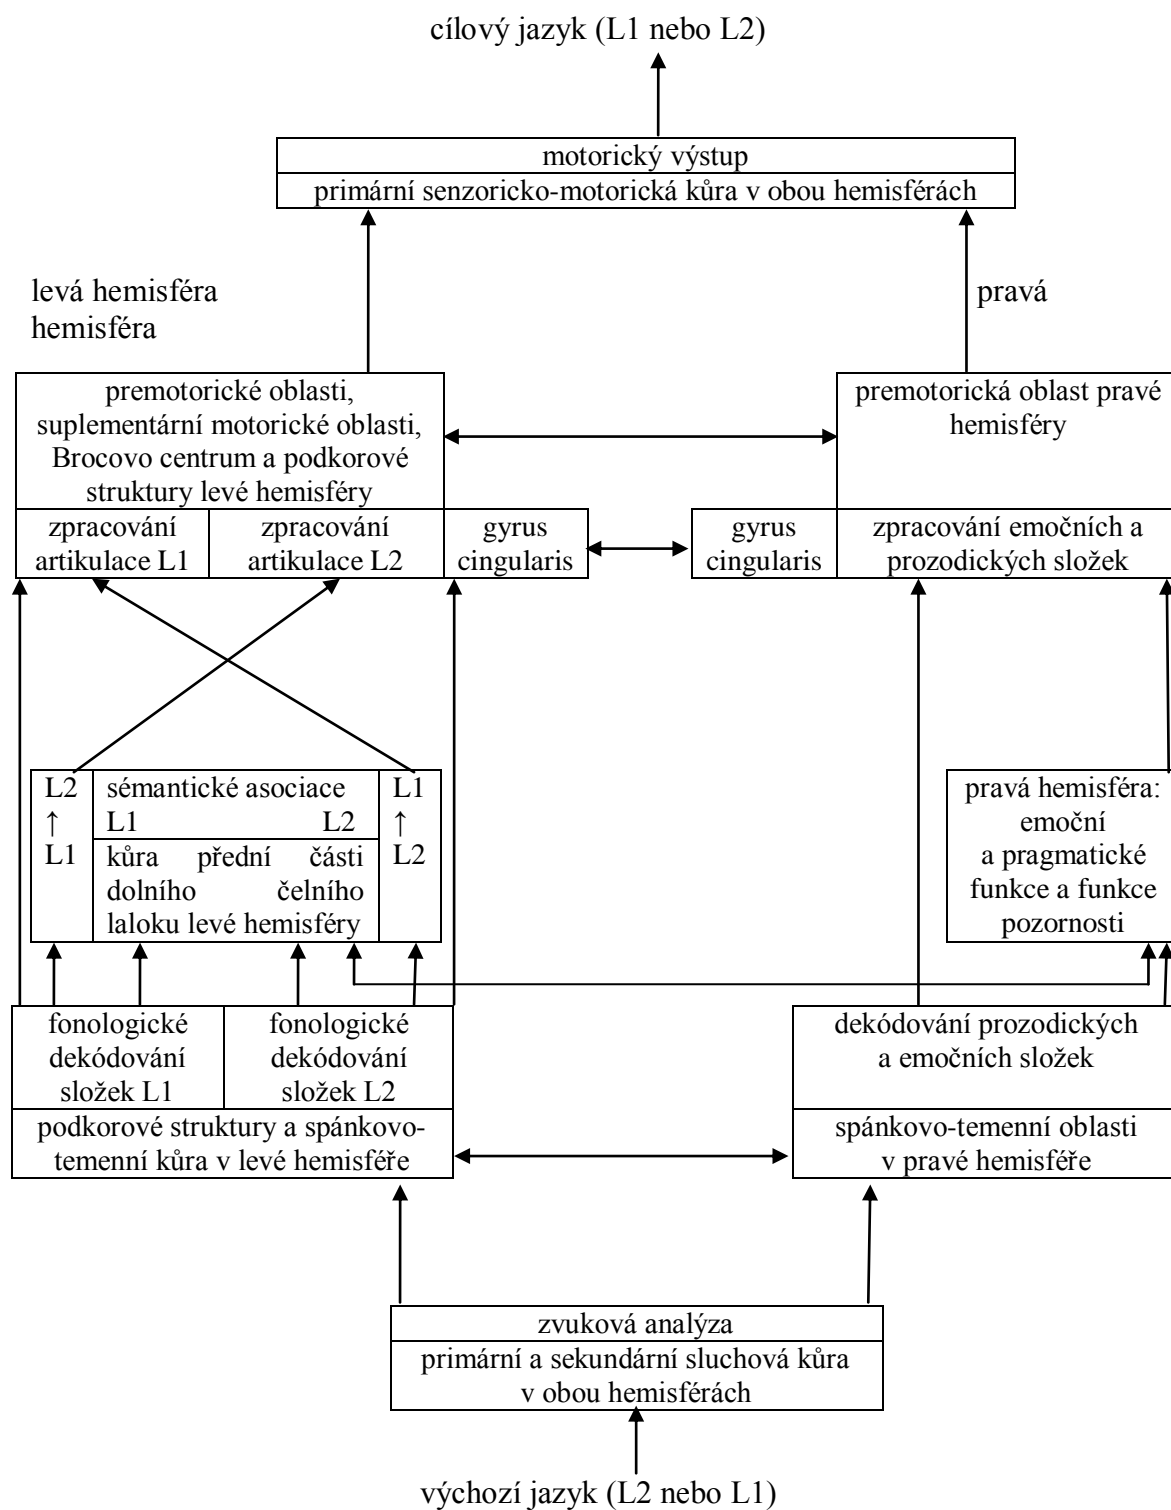 cílový jazyk (L1 nebo L2)
motorický výstup
primární senzoricko-motorická kůra v obou hemisférách
levá hemisféra
pravá
hemisféra
premotorické oblasti,
suplementární motorické oblasti,
Brocovo centrum a podkorové
struktury levé hemisféry
premotorická oblast pravé
hemisféry
zpracování
artikulace L1
zpracování
artikulace L2
gyrus
cingularis
gyrus
cingularis
zpracování emočních a
prozodických složek
L2
↑
L1
sémantické asociace
L1 L2
kůra přední části
dolního čelního
laloku levé hemisféry
L1
↑
L2
pravá hemisféra:
emoční
a pragmatické
funkce a funkce
pozornosti
fonologické
dekódování
složek L1
fonologické
dekódování
složek L2
podkorové struktury a spánkovo-
temenní kůra v levé hemisféře
dekódování prozodických
a emočních složek
spánkovo-temenní oblasti
v pravé hemisféře
zvuková analýza
primární a sekundární sluchová kůra
v obou hemisférách
výchozí jazyk (L2 nebo L1)